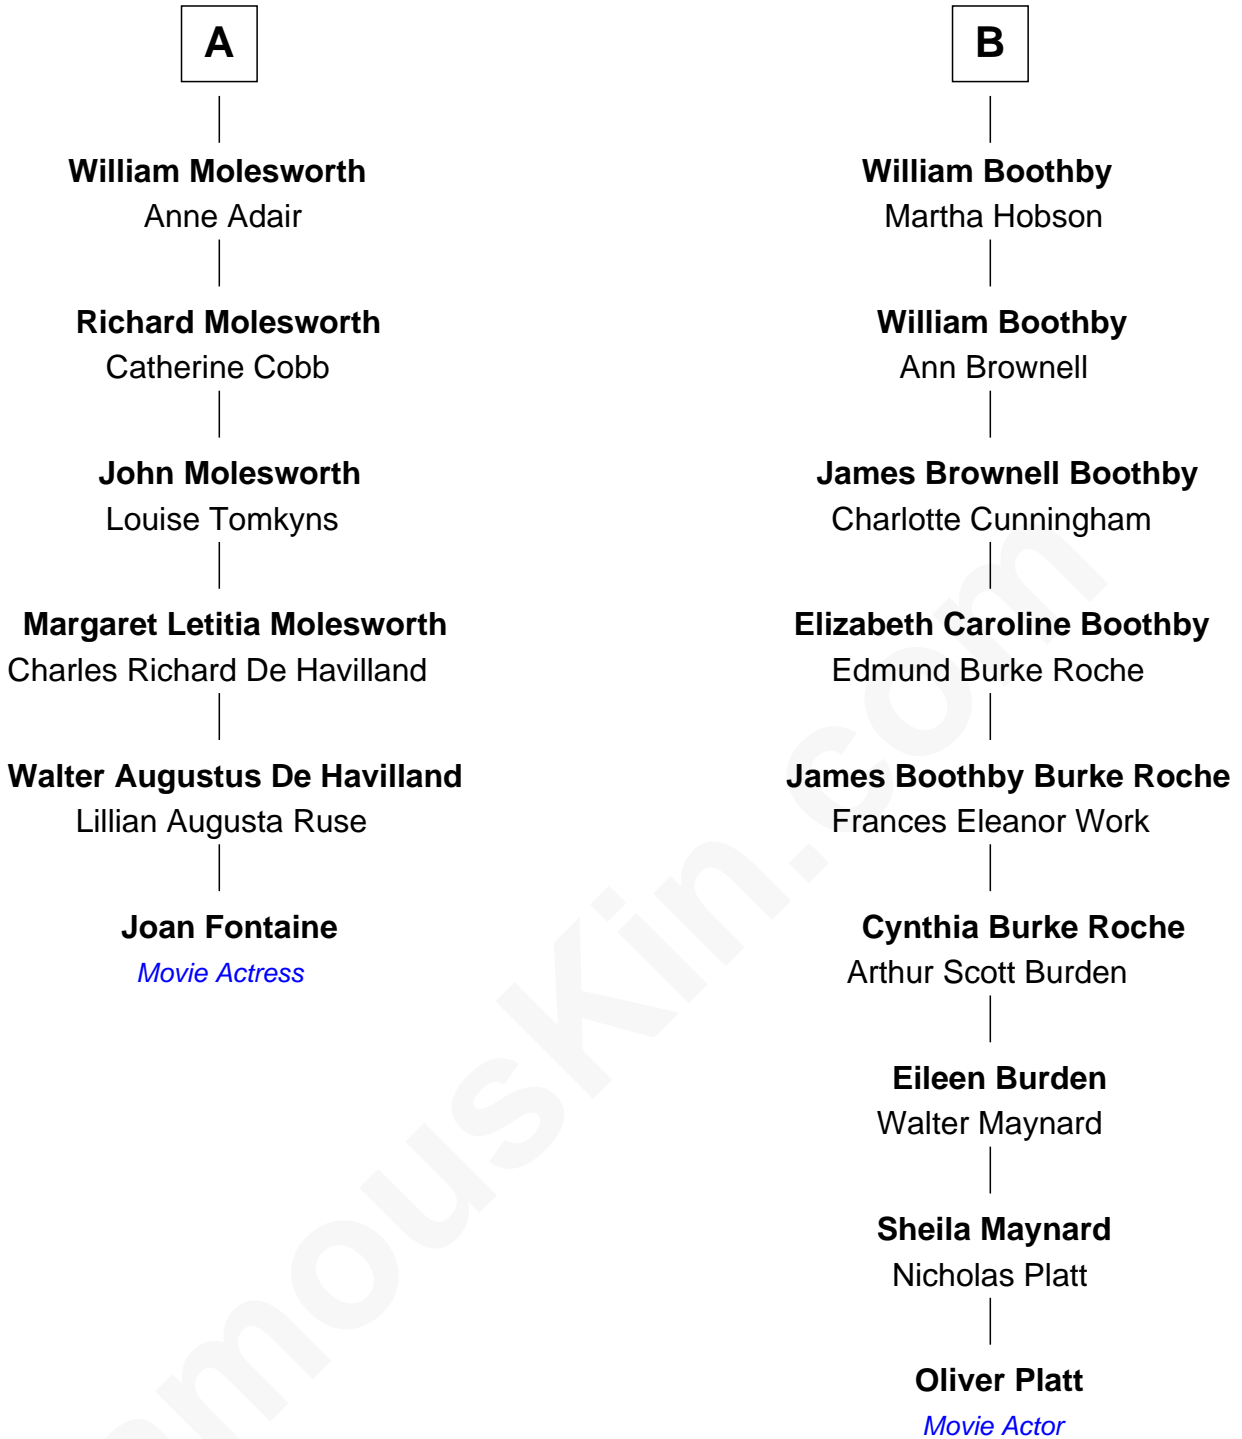 A
William Molesworth
Anne Adair
Richard Molesworth
Catherine Cobb
John Molesworth
Louise Tomkyns
Margaret Letitia Molesworth
Charles Richard De Havilland
Walter Augustus De Havilland
Lillian Augusta Ruse
Joan Fontaine
Movie Actress
B
William Boothby
Martha Hobson
William Boothby
Ann Brownell
James Brownell Boothby
Charlotte Cunningham
Elizabeth Caroline Boothby
Edmund Burke Roche
James Boothby Burke Roche
Frances Eleanor Work
Cynthia Burke Roche
Arthur Scott Burden
Eileen Burden
Walter Maynard
Sheila Maynard
Nicholas Platt
Oliver Platt
Movie Actor
amouskin.com